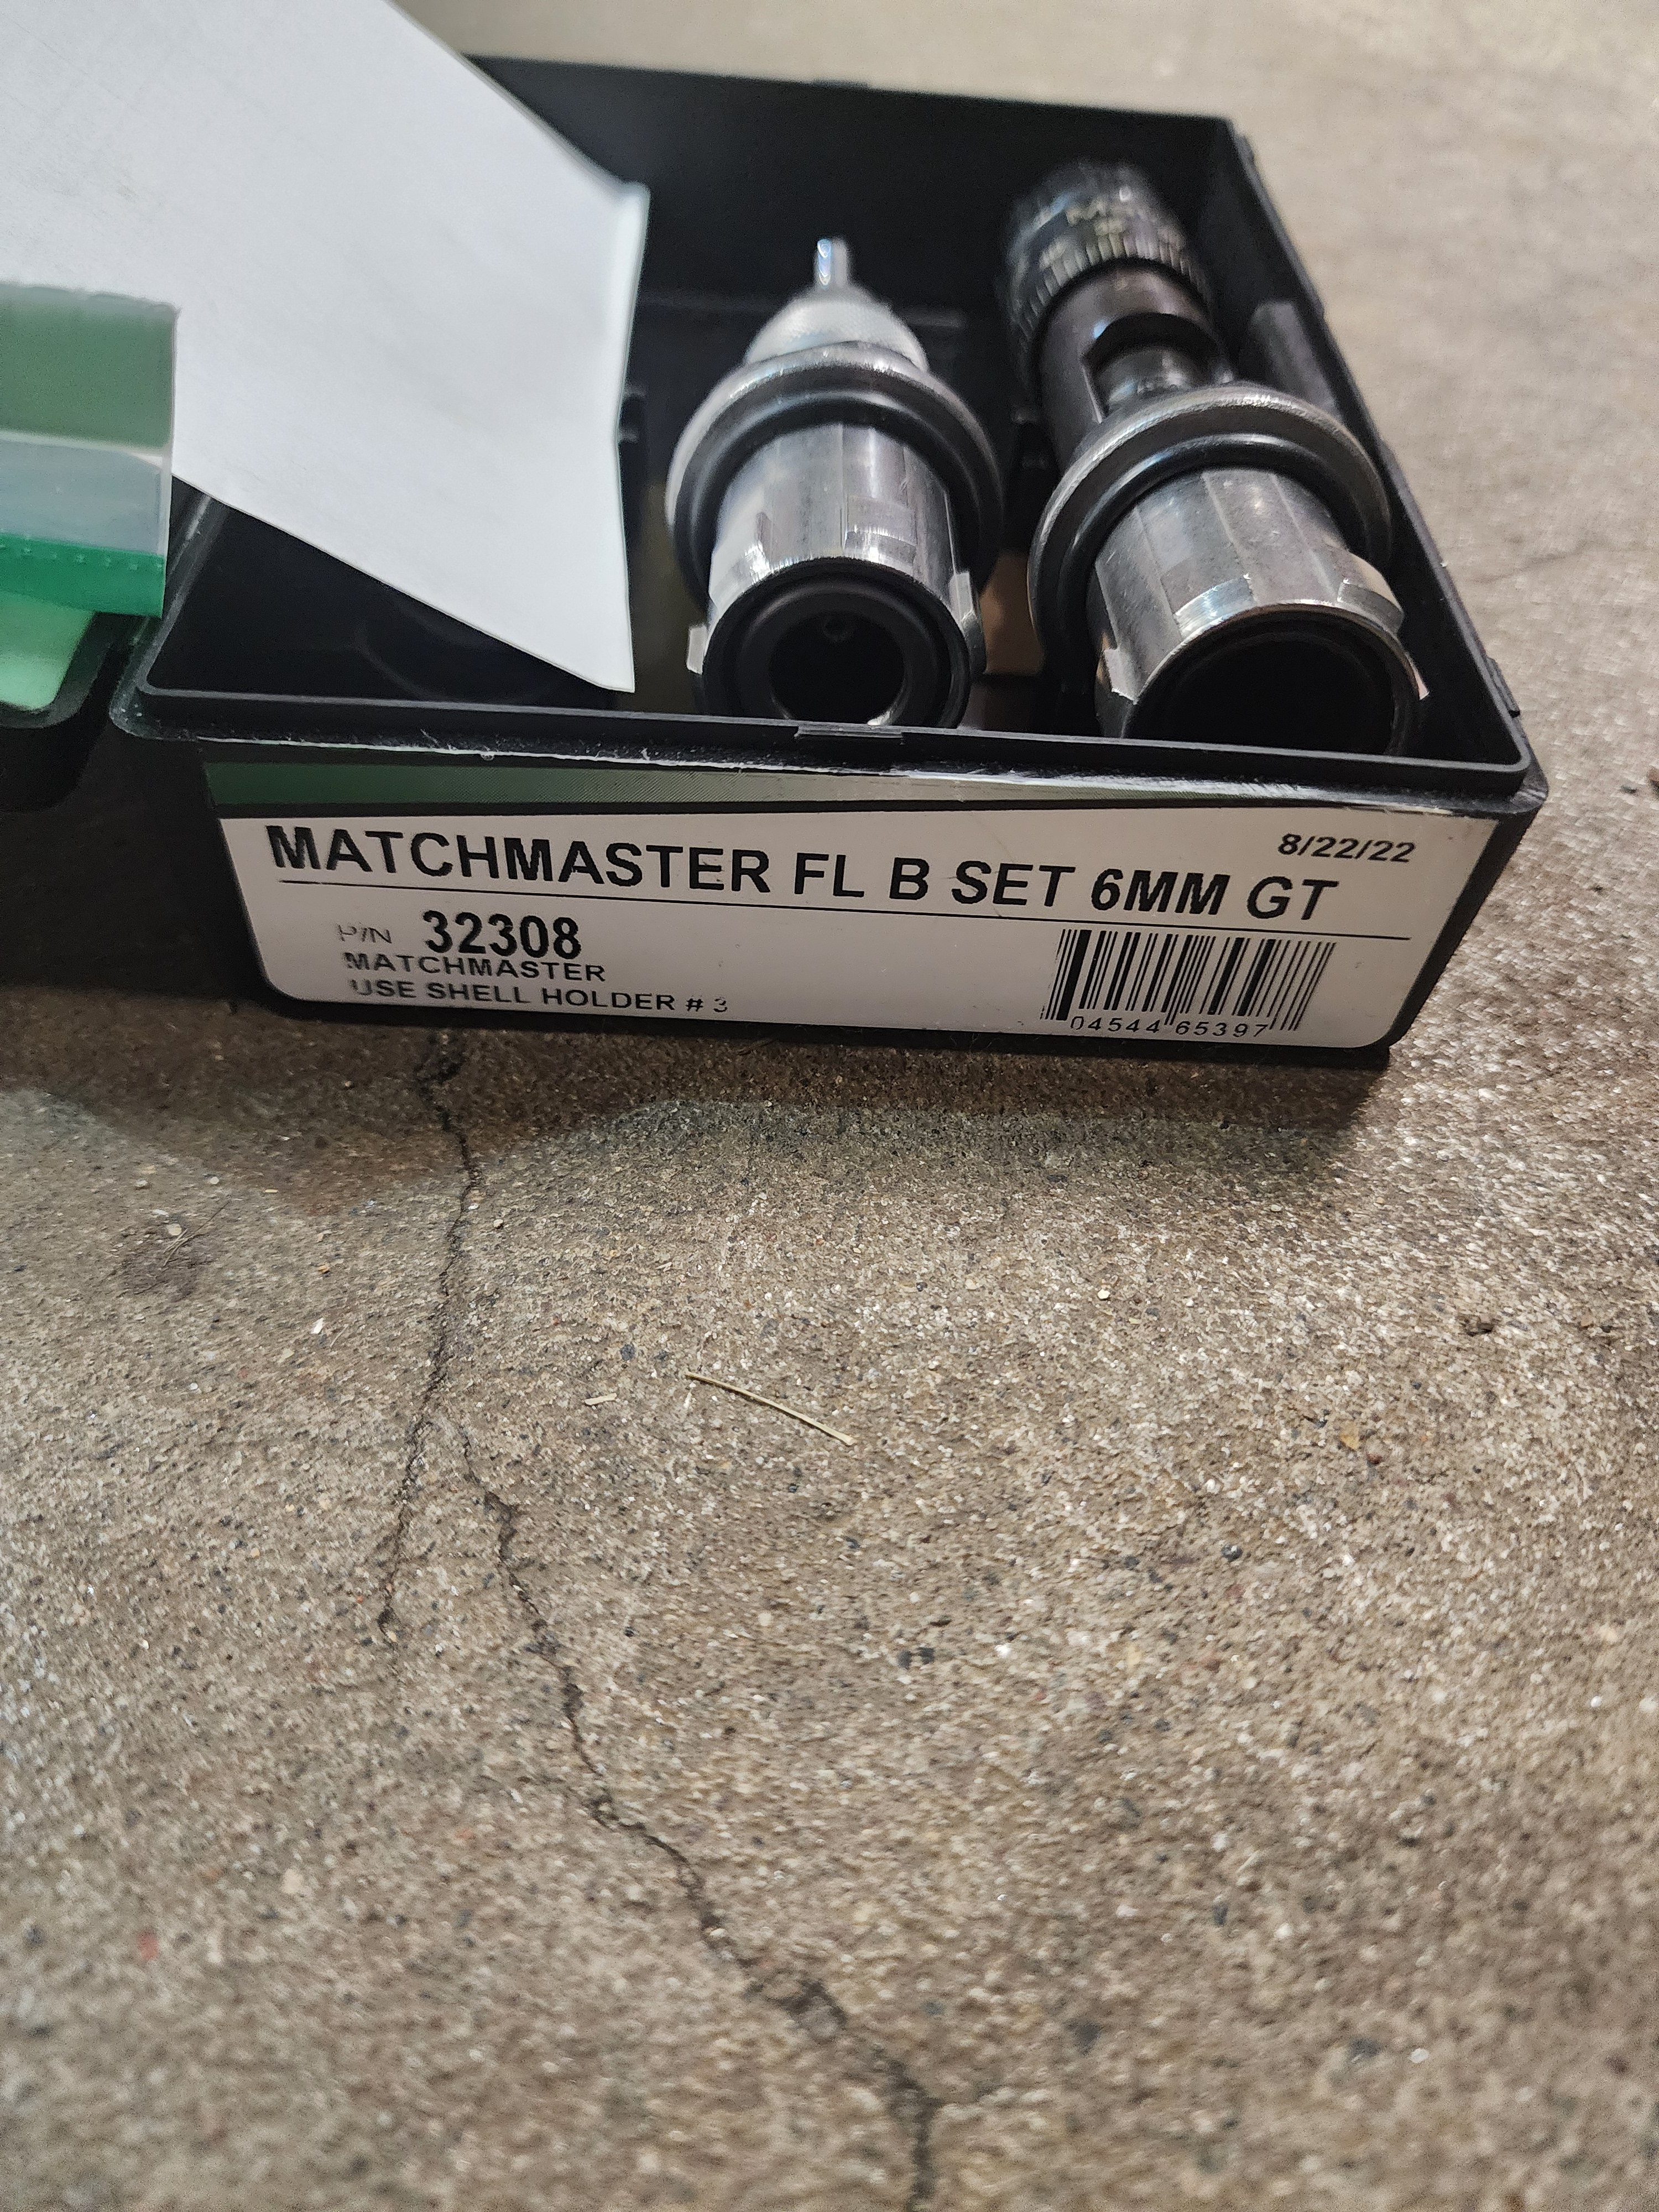 8/22/22
MATCHMASTER FL B SET 6MM GT
P/N 32308
MATCHMASTER
USE SHELL HOLDER # 3
04544 65397